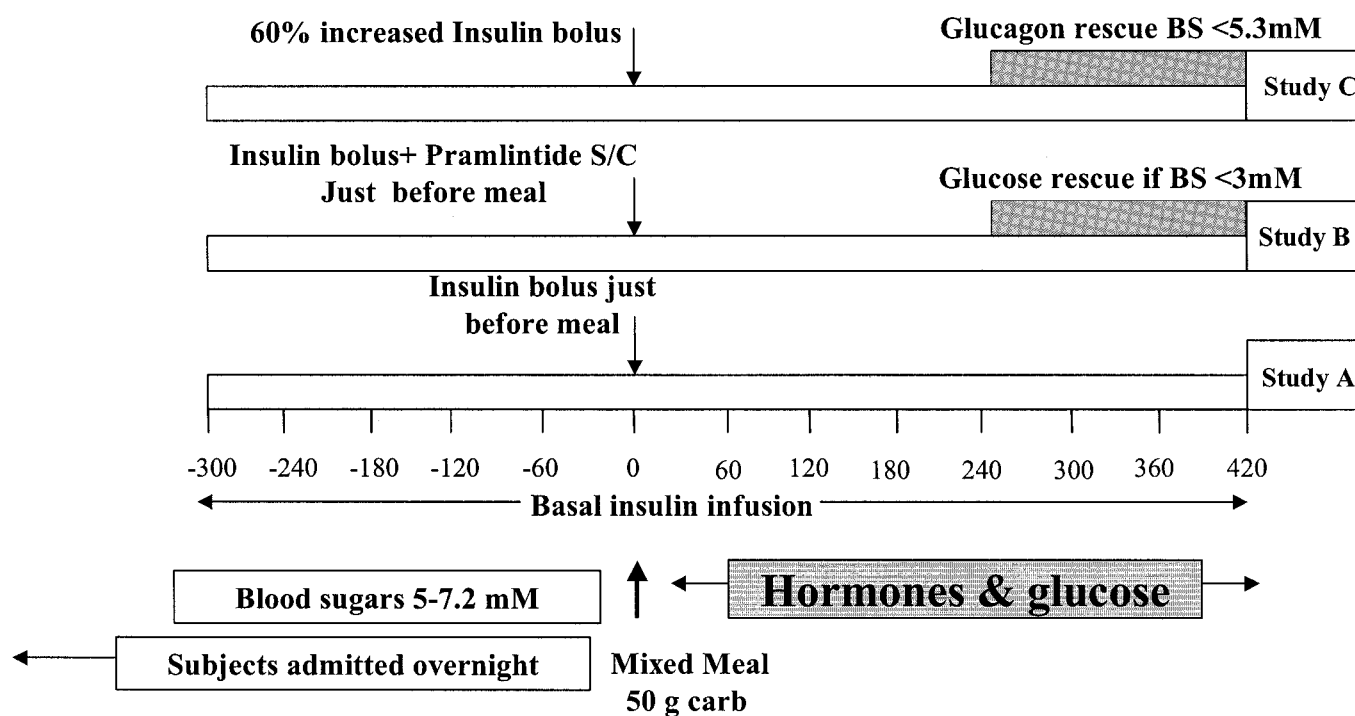 60% increased Insulin bolus
Glucagon rescue BS <5.3mM
Study C
Insulin bolus+ Pramlintide S/C
Just before meal
Glucose rescue if BS <3mM
Study B
Insulin bolus just
before meal
Study A
-300 -240 -180 -120 -60 0 60 120 180 240 300 360 420
Basal insulin infusion
Blood sugars 5-7.2 mM
Hormones & glucose
Subjects admitted overnight
Mixed Meal
50 g carb